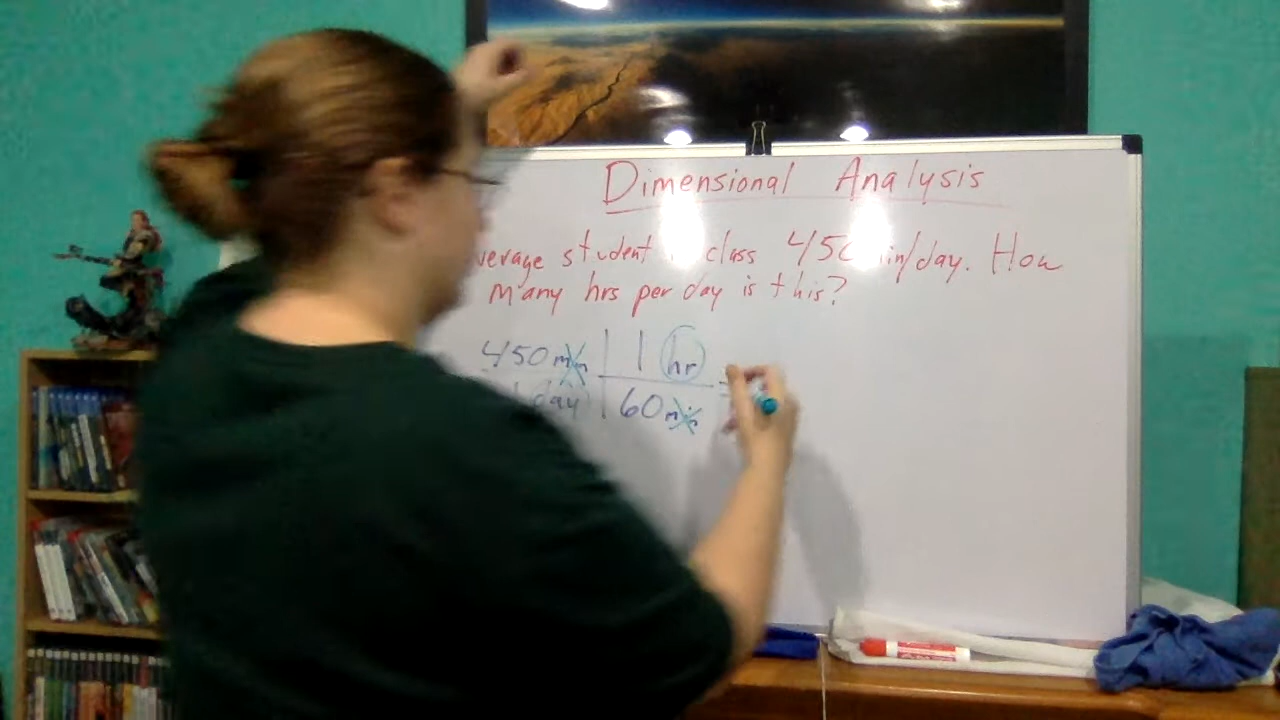 Dimensional Analysis
verage student class 450 in/day. How
many hrs per day is this?
450 min 1 hr =
day 60 min